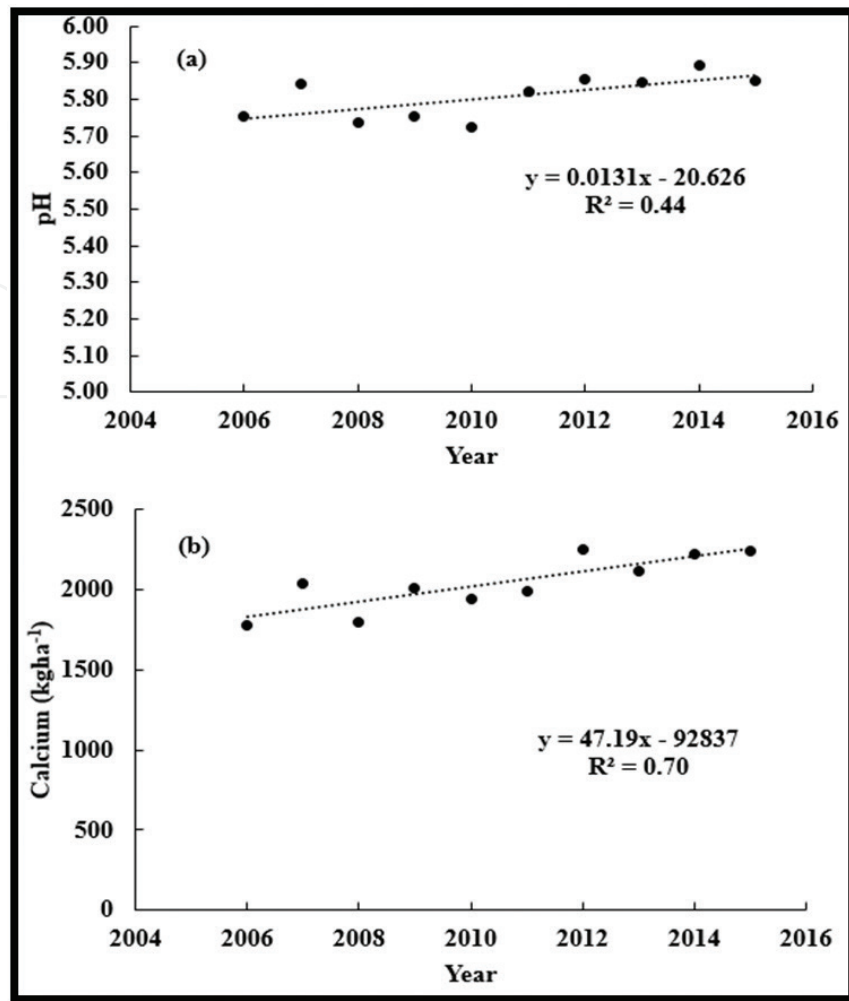 6.00
(a)
5.90
5.80
5.70
5.60
5.50
5.40
5.30
5.20
5.10
5.00
pH
y = 0.0131x - 20.626
R² = 0.44
2004 2006 2008 2010 2012 2014 2016
Year
2500
(b)
2000
1500
1000
500
0
Calcium (kgha⁻¹)
y = 47.19x - 92837
R² = 0.70
2004 2006 2008 2010 2012 2014 2016
Year